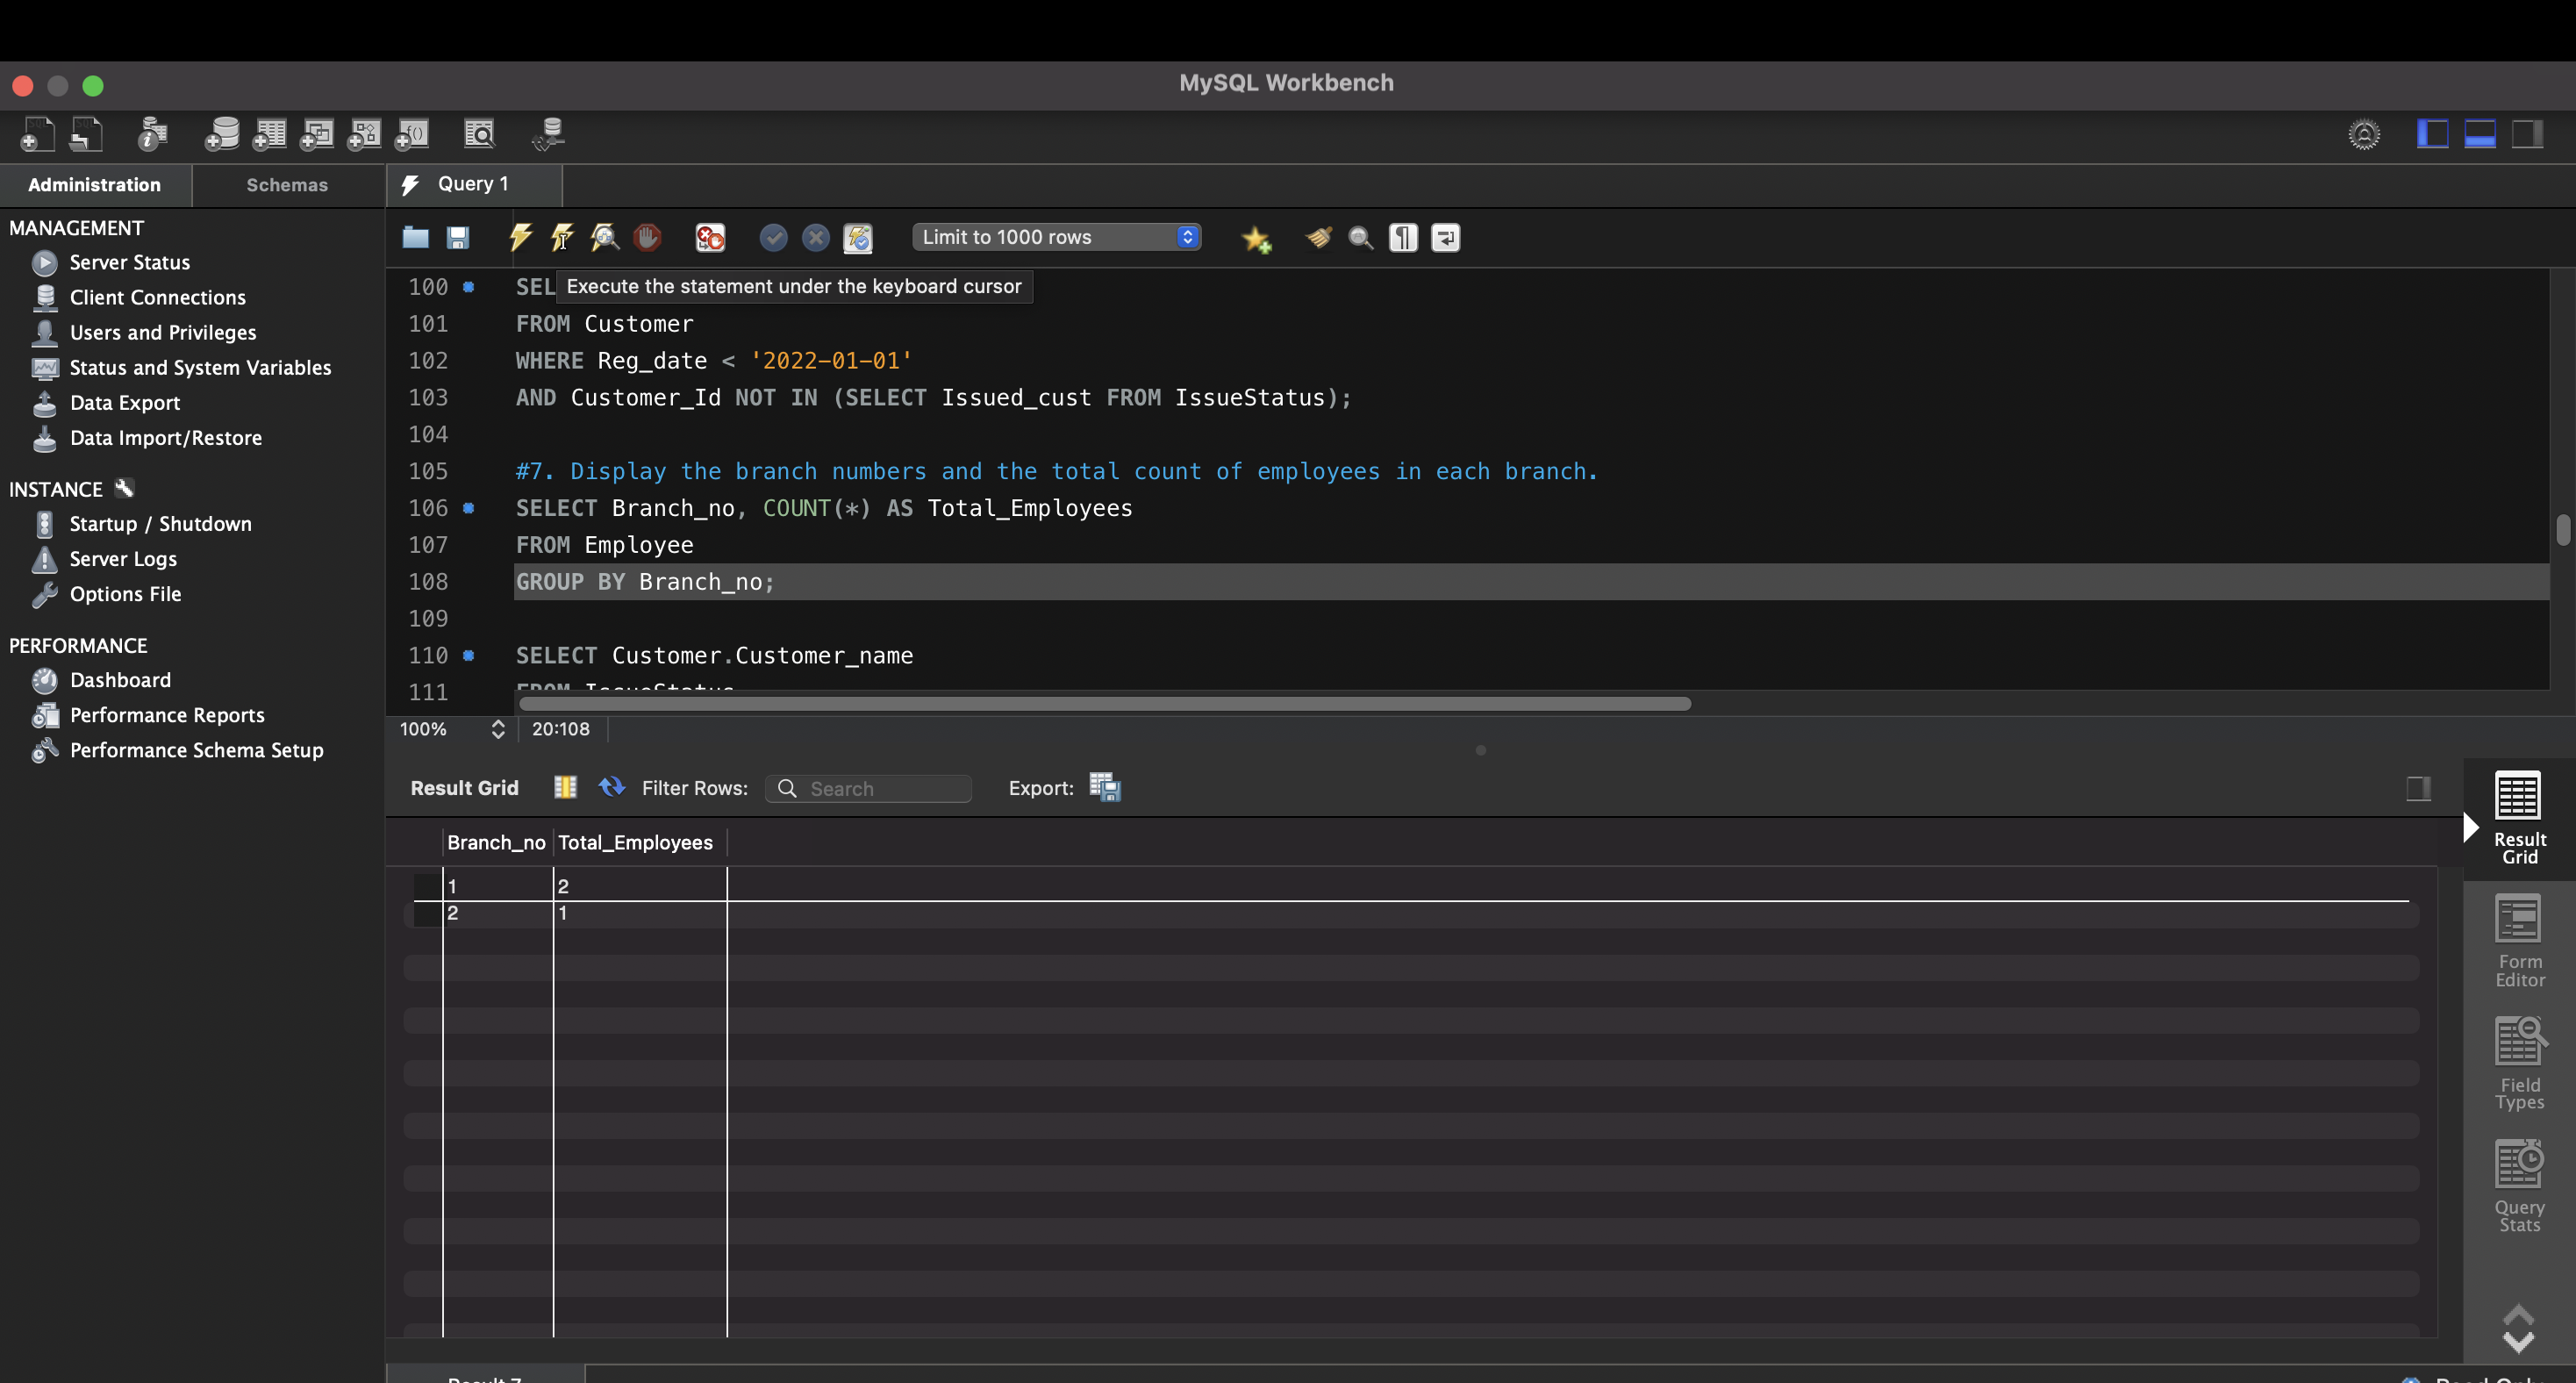 MySQL Workbench
Administration
Schemas
Query 1
MANAGEMENT
Server Status
Client Connections
Users and Privileges
Status and System Variables
Data Export
Data Import/Restore
INSTANCE
Startup / Shutdown
Server Logs
Options File
PERFORMANCE
Dashboard
Performance Reports
Performance Schema Setup
Limit to 1000 rows
Execute the statement under the keyboard cursor
100 SEL
101 FROM Customer
102 WHERE Reg_date < '2022-01-01'
103 AND Customer_Id NOT IN (SELECT Issued_cust FROM IssueStatus);
104
105 #7. Display the branch numbers and the total count of employees in each branch.
106 SELECT Branch_no, COUNT(*) AS Total_Employees
107 FROM Employee
108 GROUP BY Branch_no;
109
110 SELECT Customer.Customer_name
111 FROM IssueStatus
100% 20:108
Result Grid Filter Rows: Search Export:
Branch_no Total_Employees
1 2
2 1
Result
Grid
Form
Editor
Field
Types
Query
Stats
Result 7
Read Only